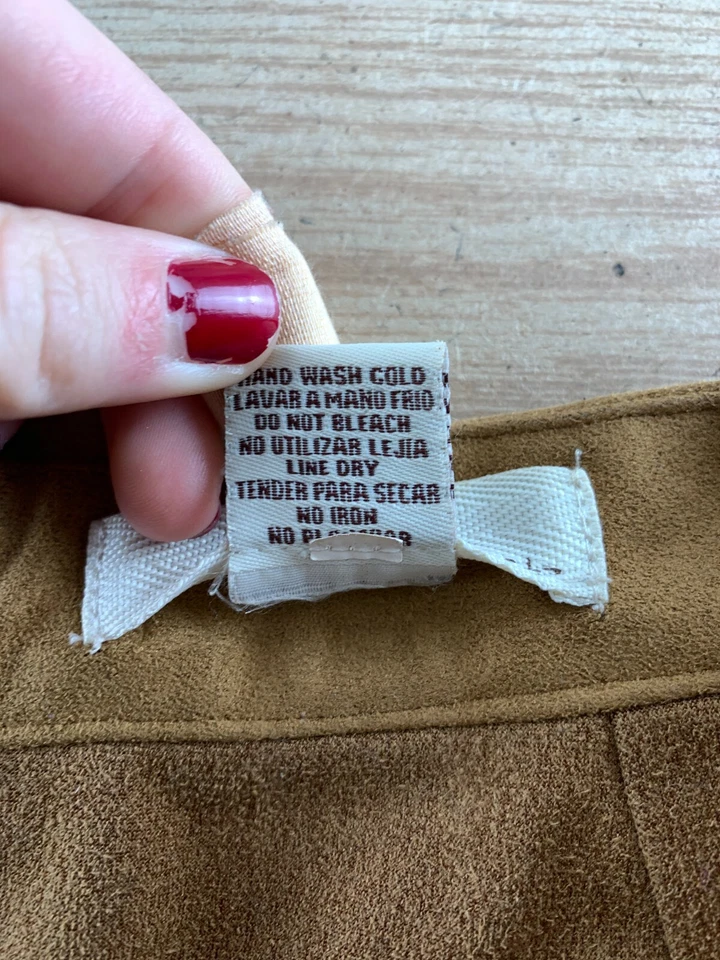 HAND WASH COLD
LAVAR A MANO FRIO
DO NOT BLEACH
NO UTILIZAR LEJIA
LINE DRY
TENDER PARA SECAR
NO IRON
NO